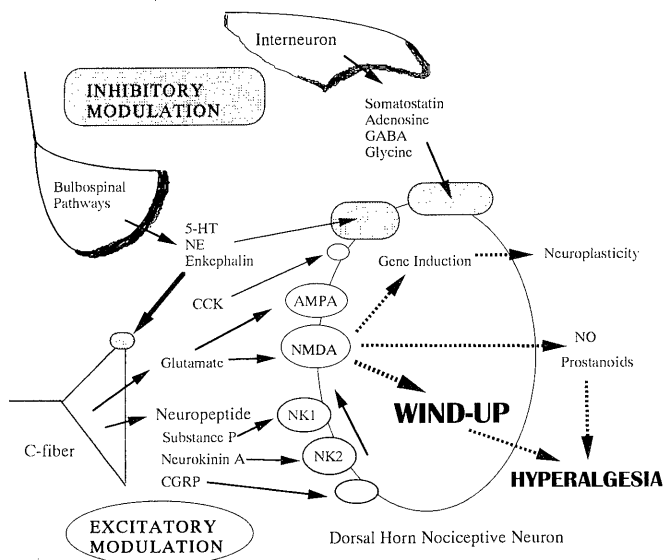 Interneuron
INHIBITORY
MODULATION
Somatostatin
Adenosine
GABA
Glycine
Bulbospinal
Pathways
5-HT
NE
Enkephalin
Gene Induction
Neuroplasticity
CCK
AMPA
NO
Prostanoids
Glutamate
NMDA
WIND-UP
Neuropeptide
Substance P
NK1
C-fiber
Neurokinin A
NK2
HYPERALGESIA
CGRP
EXCITATORY
MODULATION
Dorsal Horn Nociceptive Neuron